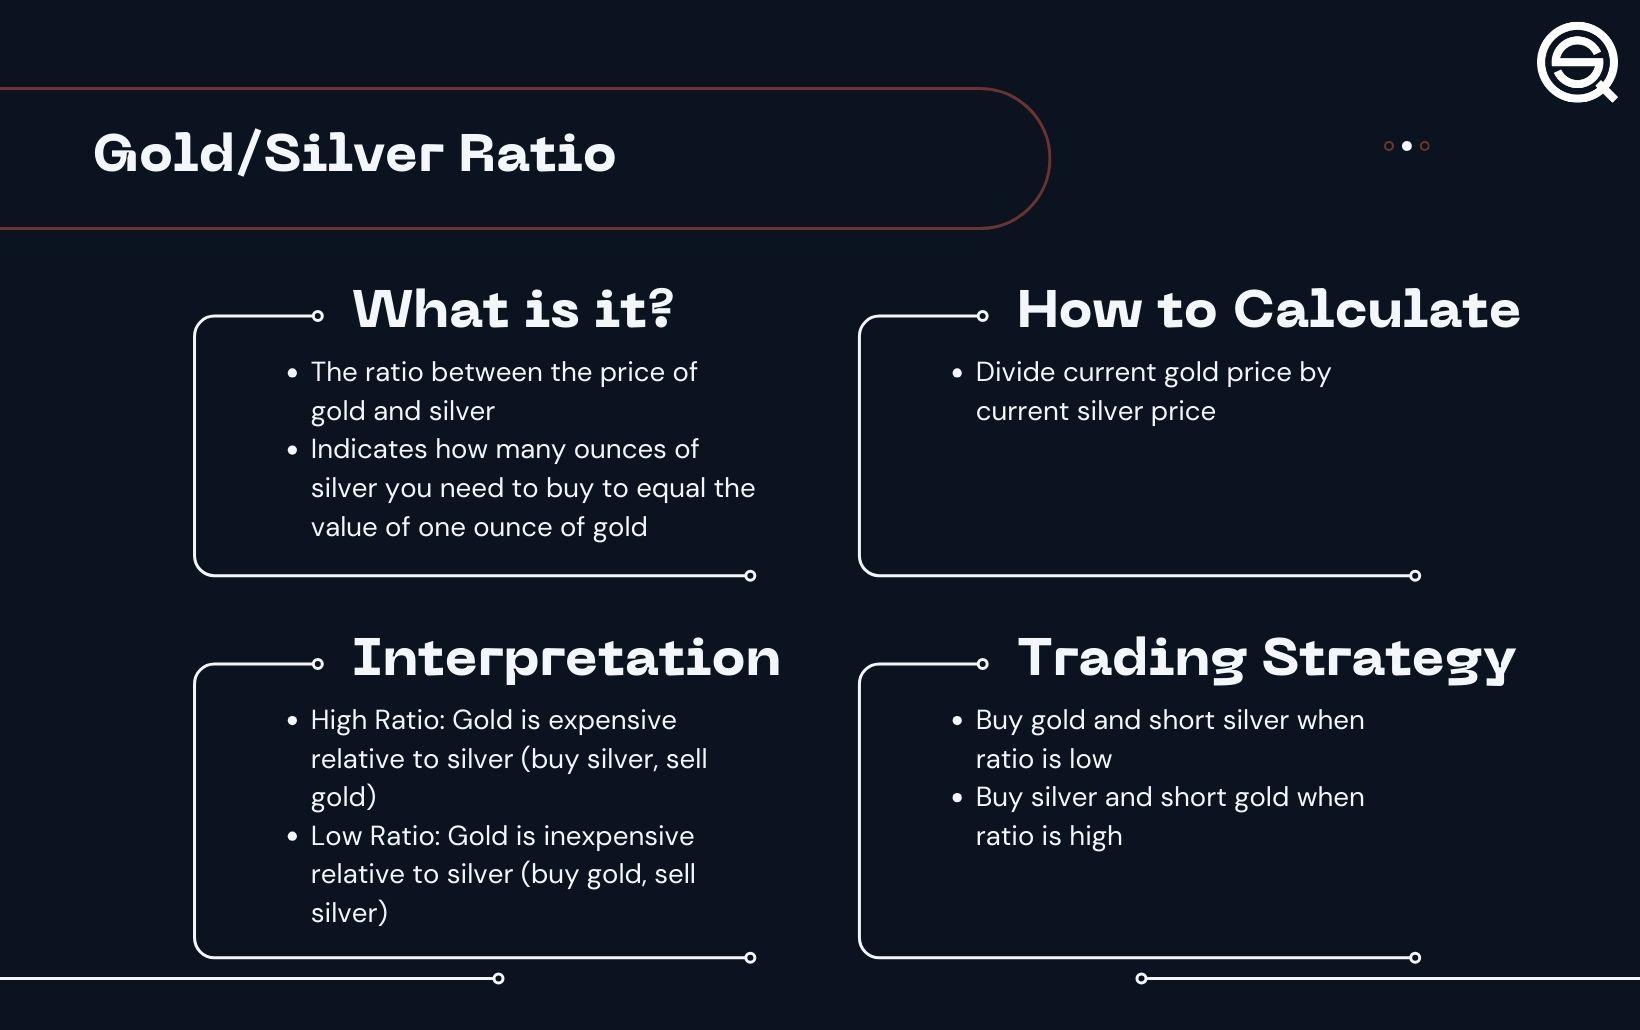 Gold/Silver Ratio
What is it?
• The ratio between the price of
gold and silver
• Indicates how many ounces of
silver you need to buy to equal the
value of one ounce of gold
How to Calculate
• Divide current gold price by
current silver price
Interpretation
• High Ratio: Gold is expensive
relative to silver (buy silver, sell
gold)
• Low Ratio: Gold is inexpensive
relative to silver (buy gold, sell
silver)
Trading Strategy
• Buy gold and short silver when
ratio is low
• Buy silver and short gold when
ratio is high